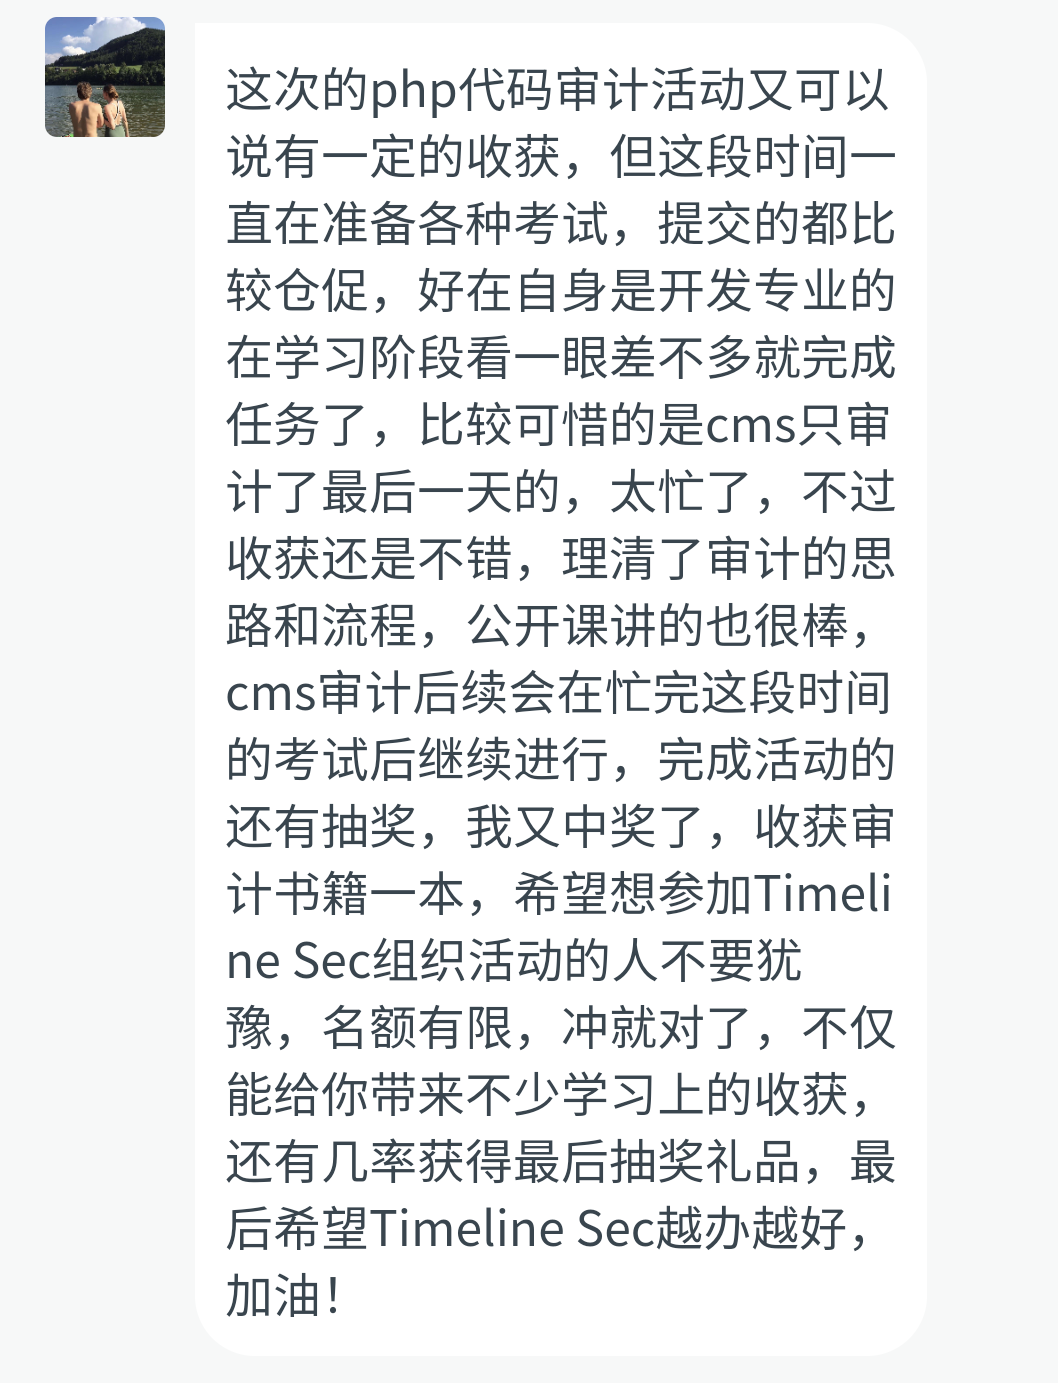 这次的php代码审计活动又可以
说有一定的收获，但这段时间一
直在准备各种考试，提交的都比
较仓促，好在自身是开发专业的
在学习阶段看一眼差不多就完成
任务了，比较可惜的是cms只审
计了最后一天的，太忙了，不过
收获还是不错，理清了审计的思
路和流程，公开课讲的也很棒，
cms审计后续会在忙完这段时间
的考试后继续进行，完成活动的
还有抽奖，我又中奖了，收获审
计书籍一本，希望想参加Timeli
ne Sec组织活动的人不要犹
豫，名额有限，冲就对了，不仅
能给你带来不少学习上的收获，
还有几率获得最后抽奖礼品，最
后希望Timeline Sec越办越好，
加油！